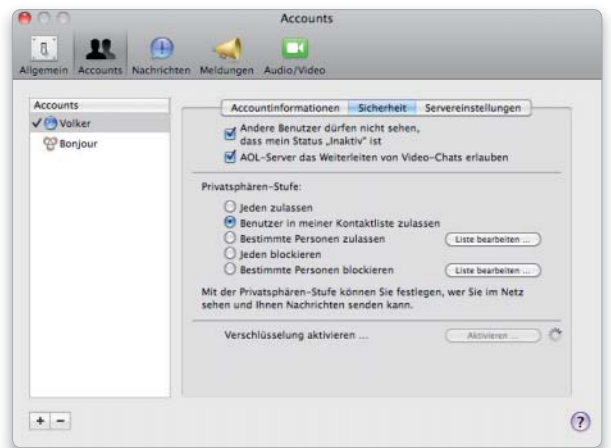 Accounts
Allgemein Accounts Nachrichten Meldungen Audio/Video
Accounts
Volker
Bonjour
Accountinformationen Sicherheit Servereinstellungen
Andere Benutzer dürfen nicht sehen,
dass mein Status „Inaktiv" ist
AOL-Server das Weiterleiten von Video-Chats erlauben
Privatsphären-Stufe:
Jeden zulassen
Benutzer in meiner Kontaktliste zulassen
Bestimmte Personen zulassen Liste bearbeiten ...
Jeden blockieren
Bestimmte Personen blockieren Liste bearbeiten ...
Mit der Privatsphären-Stufe können Sie festlegen, wer Sie im Netz
sehen und Ihnen Nachrichten senden kann.
Verschlüsselung aktivieren ... Aktivieren ...
+ − ?